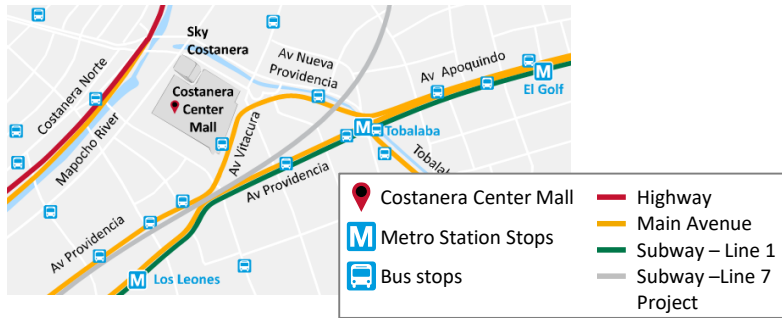 Sky
Costanera
Av Nueva
Providencia
Av Apoquindo
El Golf
Costanera Norte
Costanera
Center
Mall
Mapocho River
Av Vitacura
Tobalaba
Av Providencia
Av Providencia
Los Leones
M
M
M
Costanera Center Mall
M Metro Station Stops
Bus stops
Highway
Main Avenue
Subway – Line 1
Subway –Line 7
Project